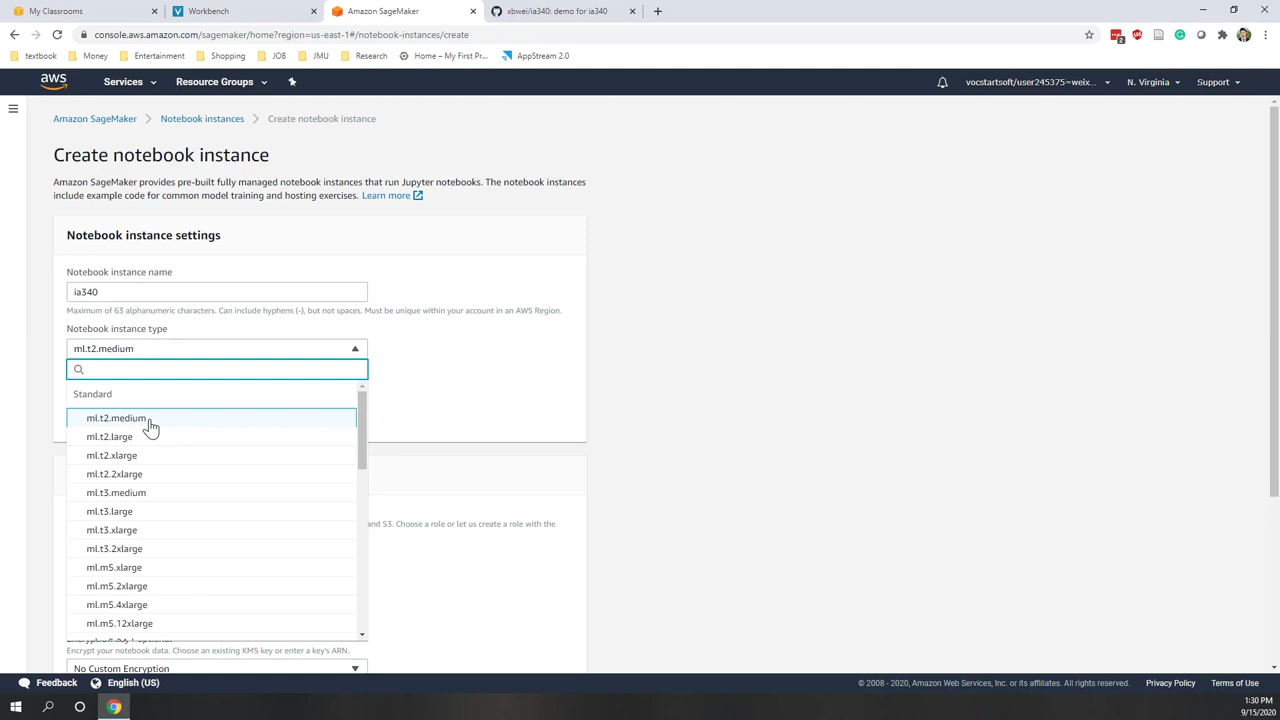 My Classrooms
Workbench
Amazon SageMaker
xbwei/ia340: demo for ia340
console.aws.amazon.com/sagemaker/home?region=us-east-1#/notebook-instances/create
2
textbook
Money
Entertainment
Shopping
JOB
JMU
Research
Home – My First Pr...
AppStream 2.0
aws
Services
Resource Groups
vocstartsoft/user245375=weix...
N. Virginia
Support
Amazon SageMaker
Notebook instances
Create notebook instance
Create notebook instance
Amazon SageMaker provides pre-built fully managed notebook instances that run Jupyter notebooks. The notebook instances
include example code for common model training and hosting exercises. Learn more
Notebook instance settings
Notebook instance name
ia340
Maximum of 63 alphanumeric characters. Can include hyphens (-), but not spaces. Must be unique within your account in an AWS Region.
Notebook instance type
ml.t2.medium
Standard
ml.t2.medium
ml.t2.large
ml.t2.xlarge
ml.t2.2xlarge
ml.t3.medium
ml.t3.large
and S3. Choose a role or let us create a role with the
ml.t3.xlarge
ml.t3.2xlarge
ml.m5.xlarge
ml.m5.2xlarge
ml.m5.4xlarge
ml.m5.12xlarge
Encrypt your notebook data. Choose an existing KMS key or enter a key's ARN.
No Custom Encryption
Feedback
English (US)
© 2008 - 2020, Amazon Web Services, Inc. or its affiliates. All rights reserved.
Privacy Policy
Terms of Use
1:30 PM
9/15/2020